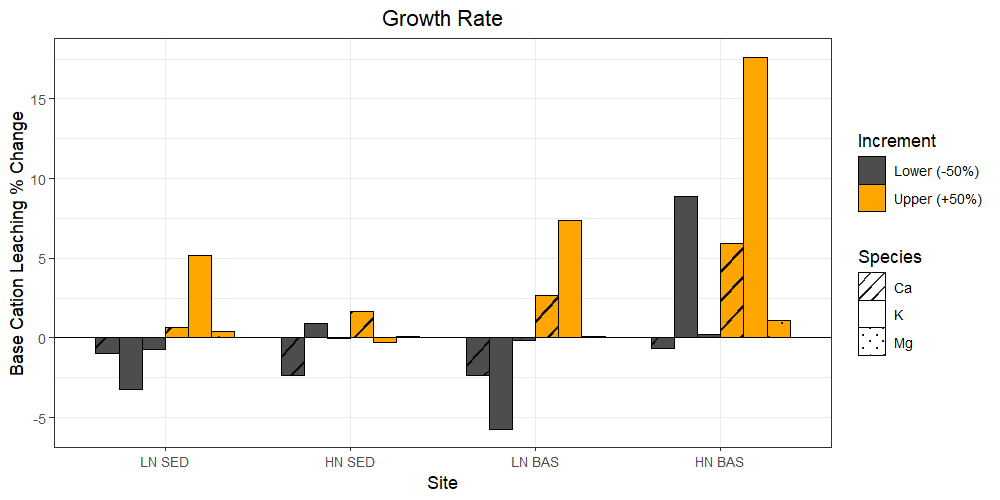 Growth Rate
Base Cation Leaching % Change
15
10
5
0
-5
LN SED
HN SED
LN BAS
HN BAS
Site
Increment
Lower (-50%)
Upper (+50%)
Species
Ca
K
Mg